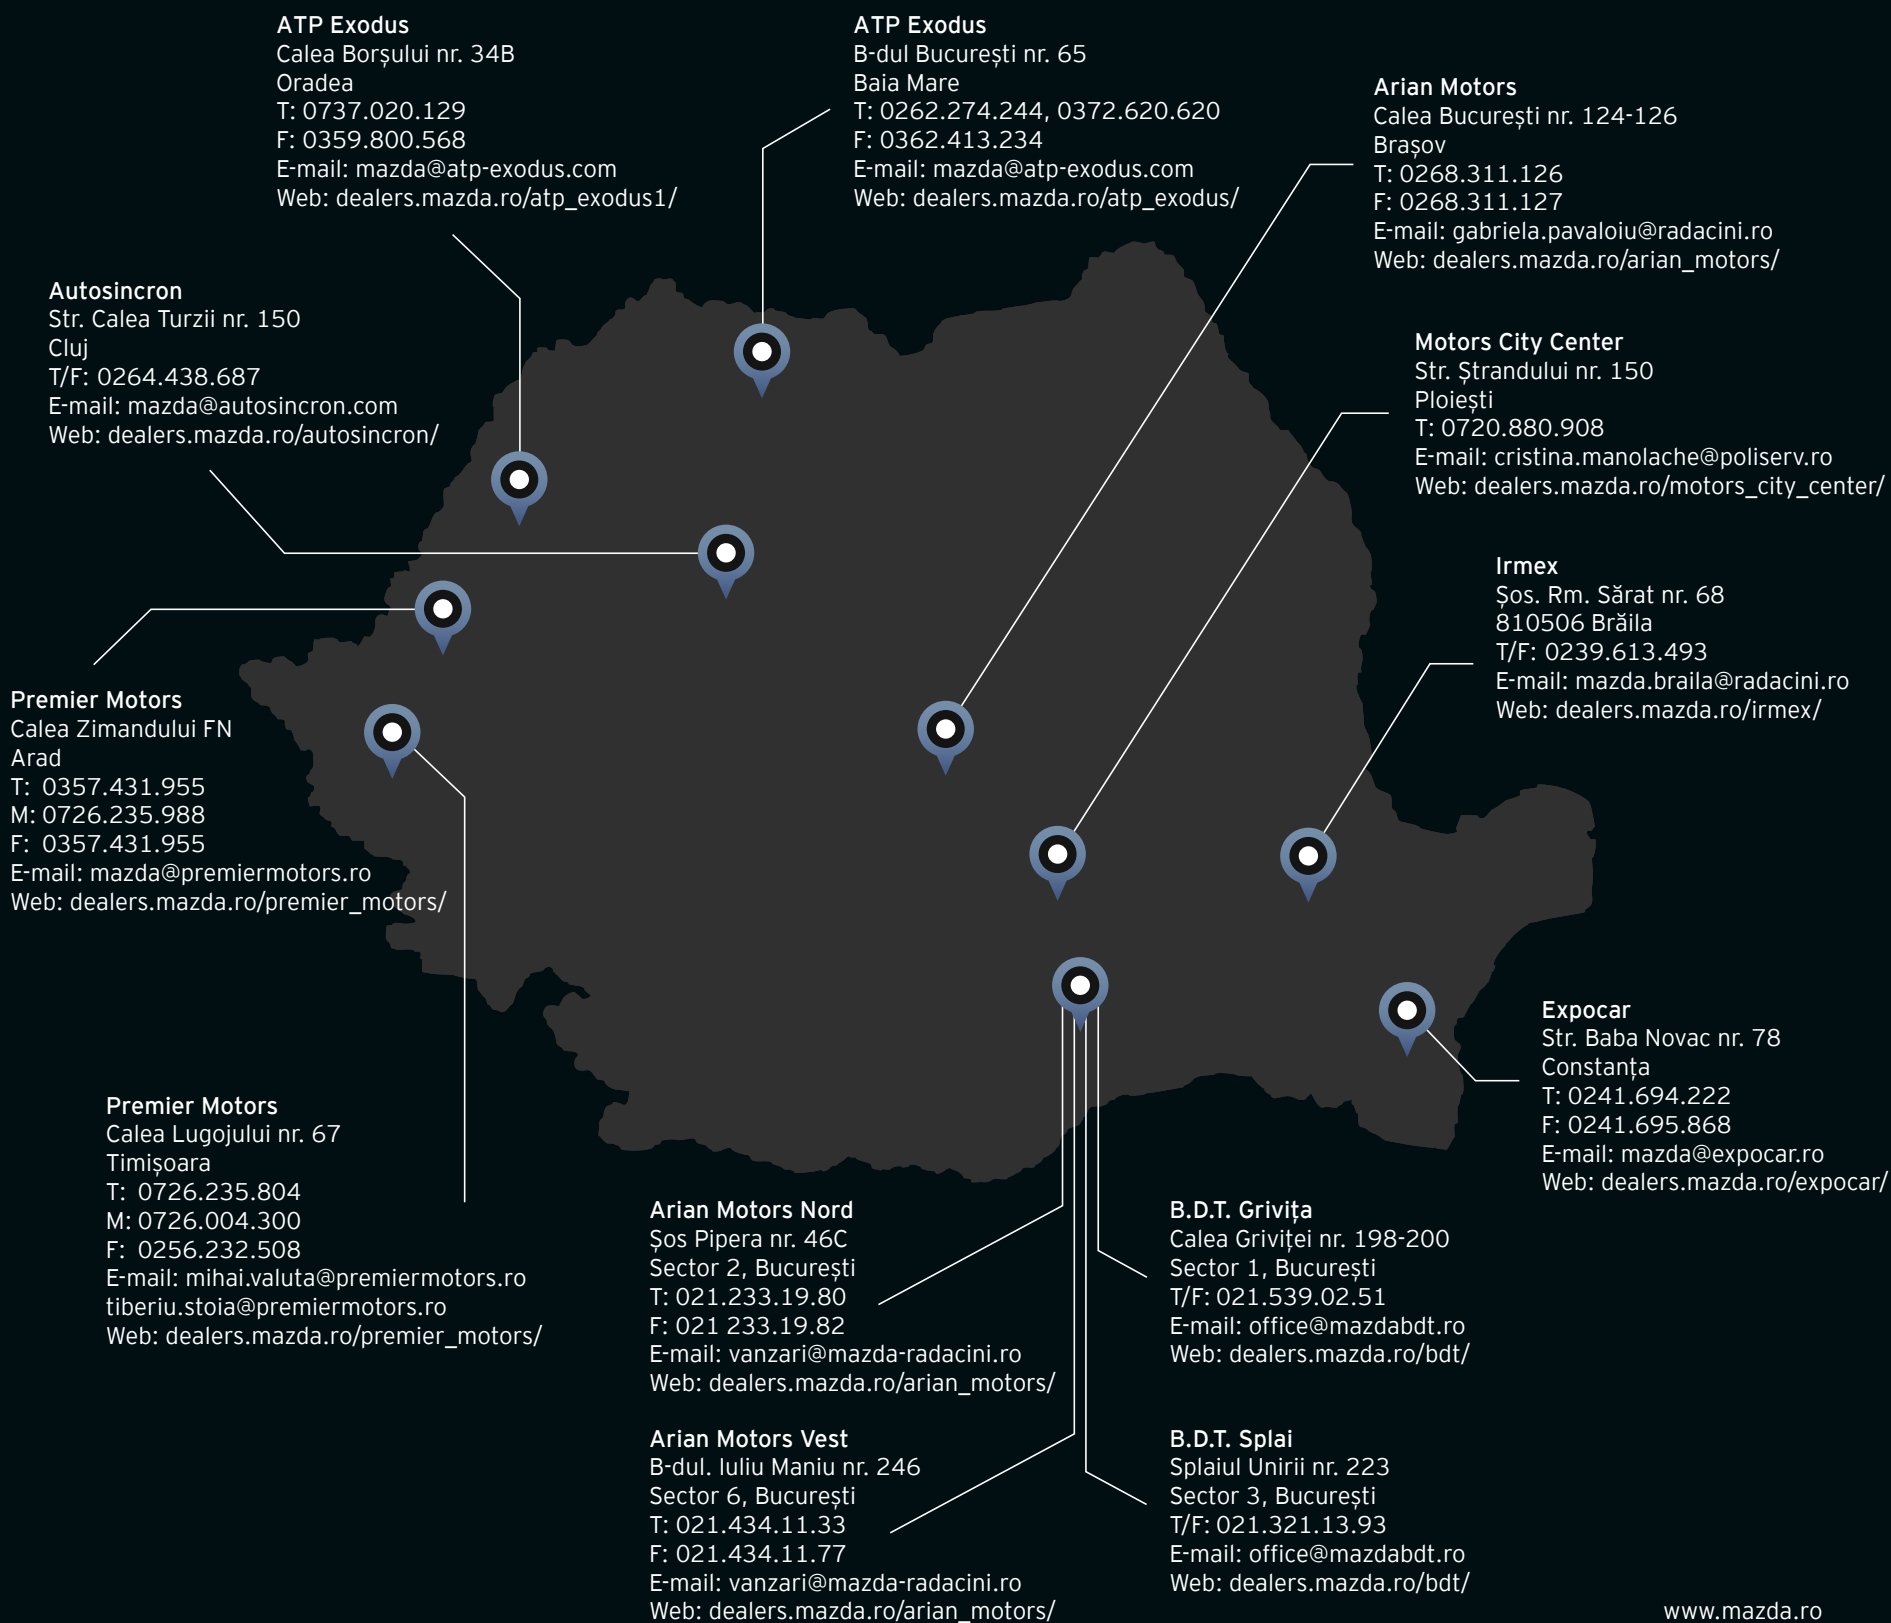 ATP Exodus
Calea Borșului nr. 34B
Oradea
T: 0737.020.129
F: 0359.800.568
E-mail: mazda@atp-exodus.com
Web: dealers.mazda.ro/atp_exodus1/
ATP Exodus
B-dul București nr. 65
Baia Mare
T: 0262.274.244, 0372.620.620
F: 0362.413.234
E-mail: mazda@atp-exodus.com
Web: dealers.mazda.ro/atp_exodus/
Arian Motors
Calea București nr. 124-126
Brașov
T: 0268.311.126
F: 0268.311.127
E-mail: gabriela.pavaloiu@radacini.ro
Web: dealers.mazda.ro/arian_motors/
Autosincron
Str. Calea Turzii nr. 150
Cluj
T/F: 0264.438.687
E-mail: mazda@autosincron.com
Web: dealers.mazda.ro/autosincron/
Motors City Center
Str. Ștrandului nr. 150
Ploiești
T: 0720.880.908
E-mail: cristina.manolache@poliserv.ro
Web: dealers.mazda.ro/motors_city_center/
Irmex
Șos. Rm. Sărat nr. 68
810506 Brăila
T/F: 0239.613.493
E-mail: mazda.braila@radacini.ro
Web: dealers.mazda.ro/irmex/
Premier Motors
Calea Zimandului FN
Arad
T: 0357.431.955
M: 0726.235.988
F: 0357.431.955
E-mail: mazda@premiermotors.ro
Web: dealers.mazda.ro/premier_motors/
Expocar
Str. Baba Novac nr. 78
Constanța
T: 0241.694.222
F: 0241.695.868
E-mail: mazda@expocar.ro
Web: dealers.mazda.ro/expocar/
Premier Motors
Calea Lugojului nr. 67
Timișoara
T: 0726.235.804
M: 0726.004.300
F: 0256.232.508
E-mail: mihai.valuta@premiermotors.ro
tiberiu.stoia@premiermotors.ro
Web: dealers.mazda.ro/premier_motors/
Arian Motors Nord
Șos Pipera nr. 46C
Sector 2, București
T: 021.233.19.80
F: 021 233.19.82
E-mail: vanzari@mazda-radacini.ro
Web: dealers.mazda.ro/arian_motors/
B.D.T. Grivița
Calea Griviței nr. 198-200
Sector 1, București
T/F: 021.539.02.51
E-mail: office@mazdabdt.ro
Web: dealers.mazda.ro/bdt/
Arian Motors Vest
B-dul. Iuliu Maniu nr. 246
Sector 6, București
T: 021.434.11.33
F: 021.434.11.77
E-mail: vanzari@mazda-radacini.ro
Web: dealers.mazda.ro/arian_motors/
B.D.T. Splai
Splaiul Unirii nr. 223
Sector 3, București
T/F: 021.321.13.93
E-mail: office@mazdabdt.ro
Web: dealers.mazda.ro/bdt/
www.mazda.ro